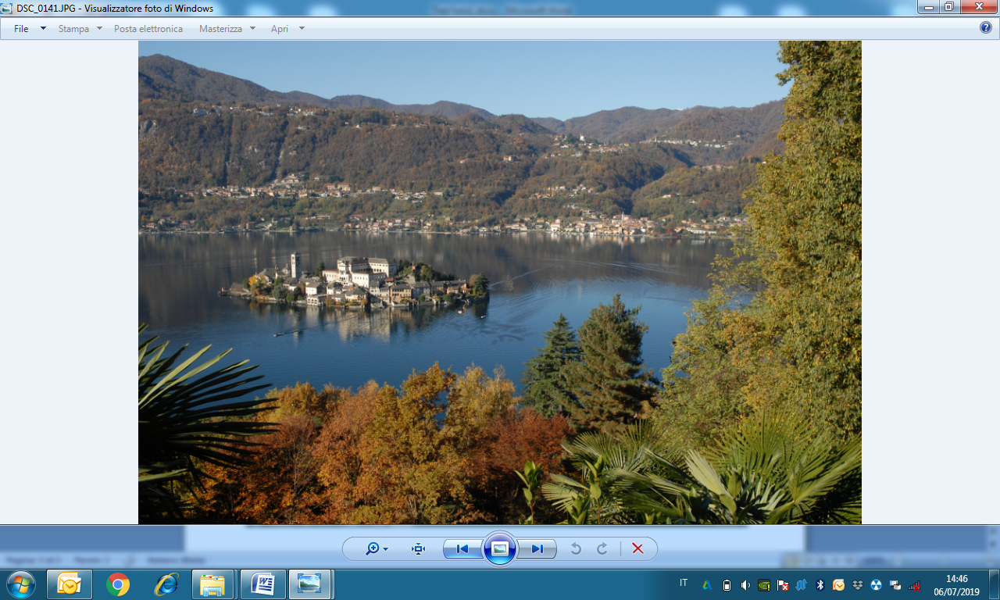 DSC_0141.JPG - Visualizzatore foto di Windows
File Stampa Posta elettronica Masterizza Apri
IT
14:46
06/07/2019